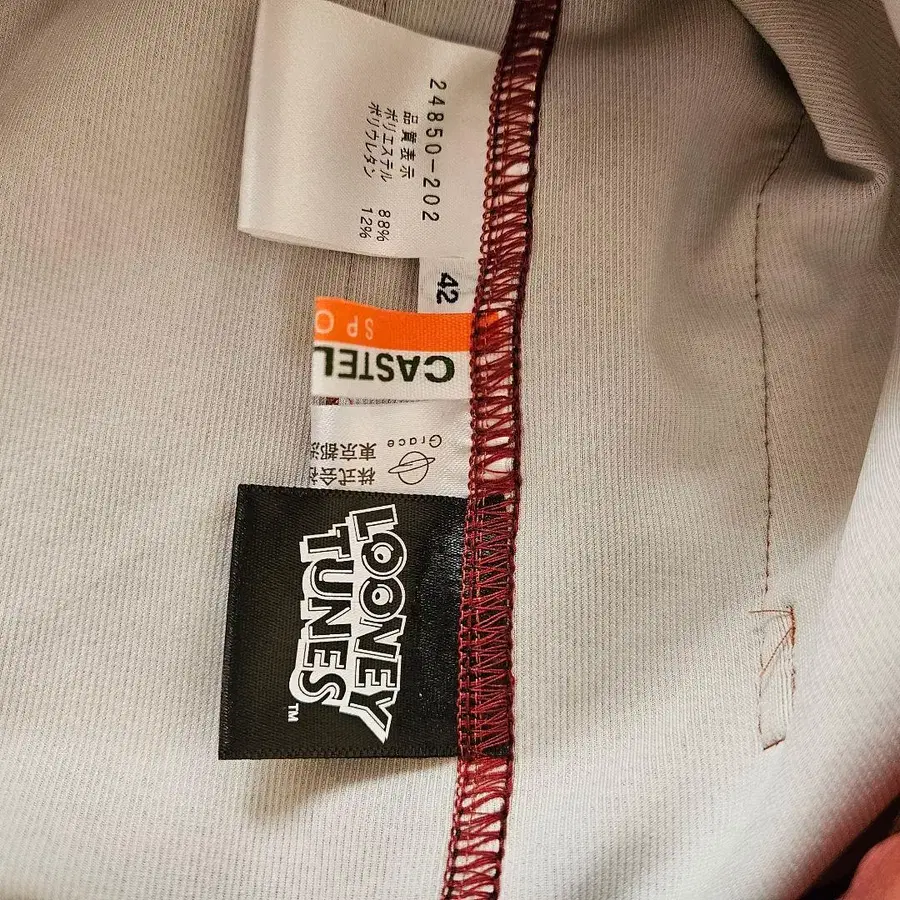 24850-202
品質表示
ポリエステル 88%
ポリウレタン 12%
42
SPO
CASTEL
Grace
東京都
株式会社
LOONEY
TUNES™